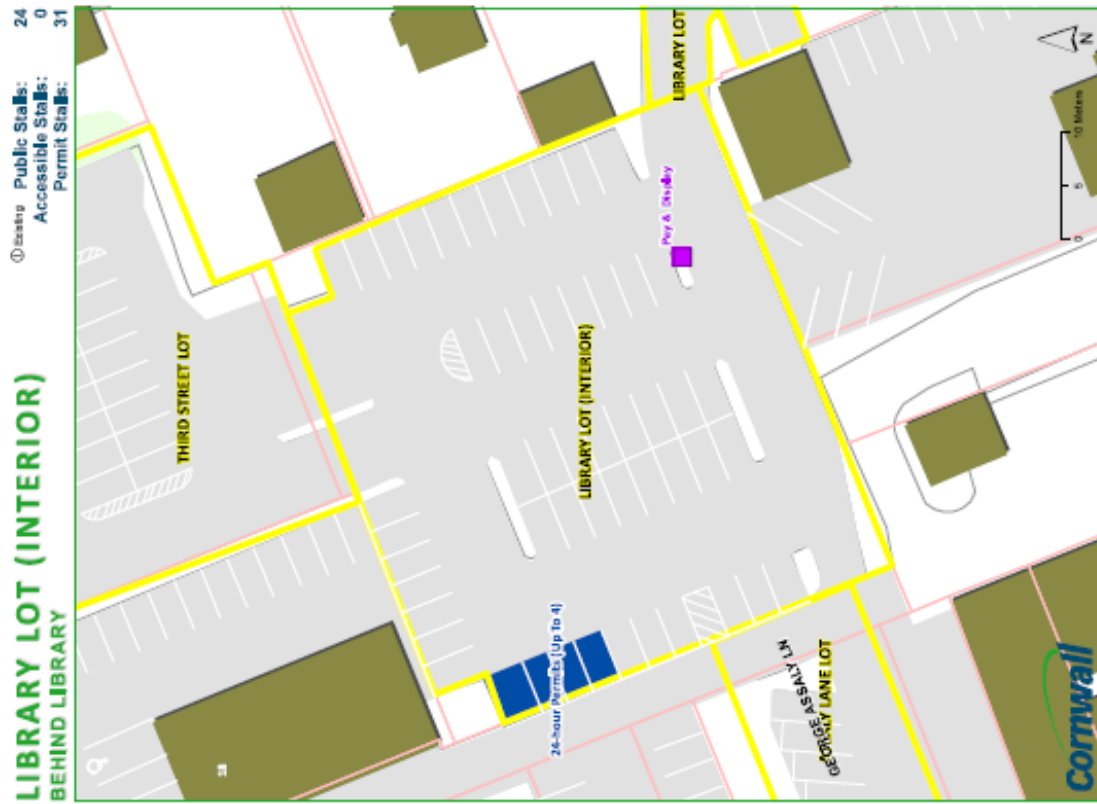 LIBRARY LOT (INTERIOR)
BEHIND LIBRARY
Existing Public Stalls: 24
Accessible Stalls: 0
Permit Stalls: 31
THIRD STREET LOT
LIBRARY LOT
Pay & Display
LIBRARY LOT (INTERIOR)
24-hour Permits (Up To 4)
GEORGE ASSALY LN
LANE LOT
N
0 5 10 Meters
Cornwall